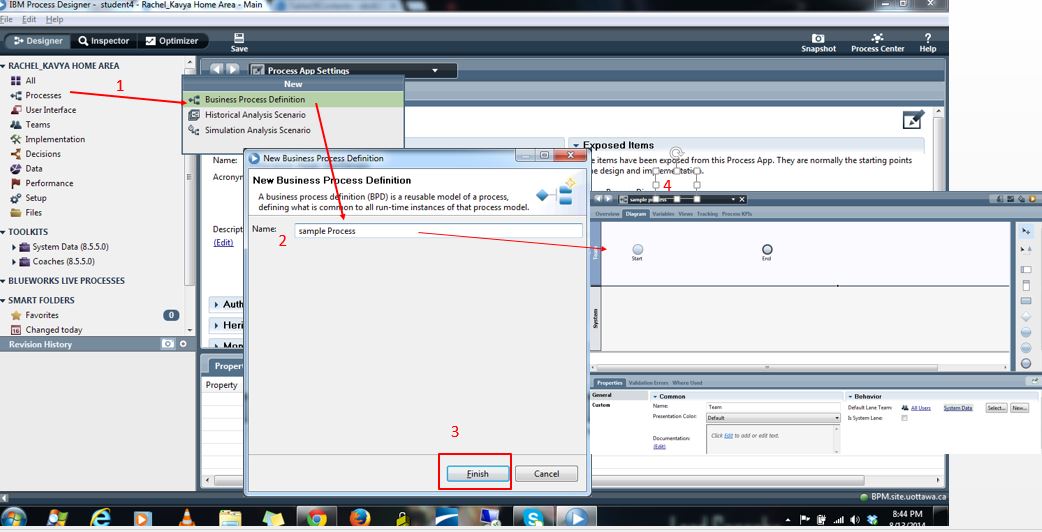 IBM Process Designer - student4 - Rachel_Kavya Home Area - Main
File Edit Help
Designer Inspector Optimizer
Save
Snapshot Process Center Help
RACHEL_KAVYA HOME AREA
All
Processes
User Interface
Teams
Implementation
Decisions
Data
Performance
Setup
Files
TOOLKITS
System Data (8.5.5.0)
Coaches (8.5.5.0)
BLUEWORKS LIVE PROCESSES
SMART FOLDERS
Favorites 0
Changed today
Revision History
1
Process App Settings
New
Business Process Definition
Historical Analysis Scenario
Simulation Analysis Scenario
Name:
Acrony
Descript
(Edit)
Auth
Heri
Mon
Proper
Property
Exposed Items
e items have been exposed from this Process App. They are normally the starting points
ne design and implementation.
New Business Process Definition
New Business Process Definition
A business process definition (BPD) is a reusable model of a process,
defining what is common to all run-time instances of that process model.
Name: sample Process
2
3
Finish Cancel
4
sample process
Overview Diagram Variables Views Tracking Process KPIs
Team
Start End
System
Properties Validation Errors Where Used
General
Custom
Common
Name: Team
Presentation Color: Default
Documentation:
(Edit)
Click Edit to add or edit text.
Behavior
Default Lane Team: All Users System Data Select... New...
Is System Lane:
BPM.site.uottawa.ca
8:44 PM
8/13/2014